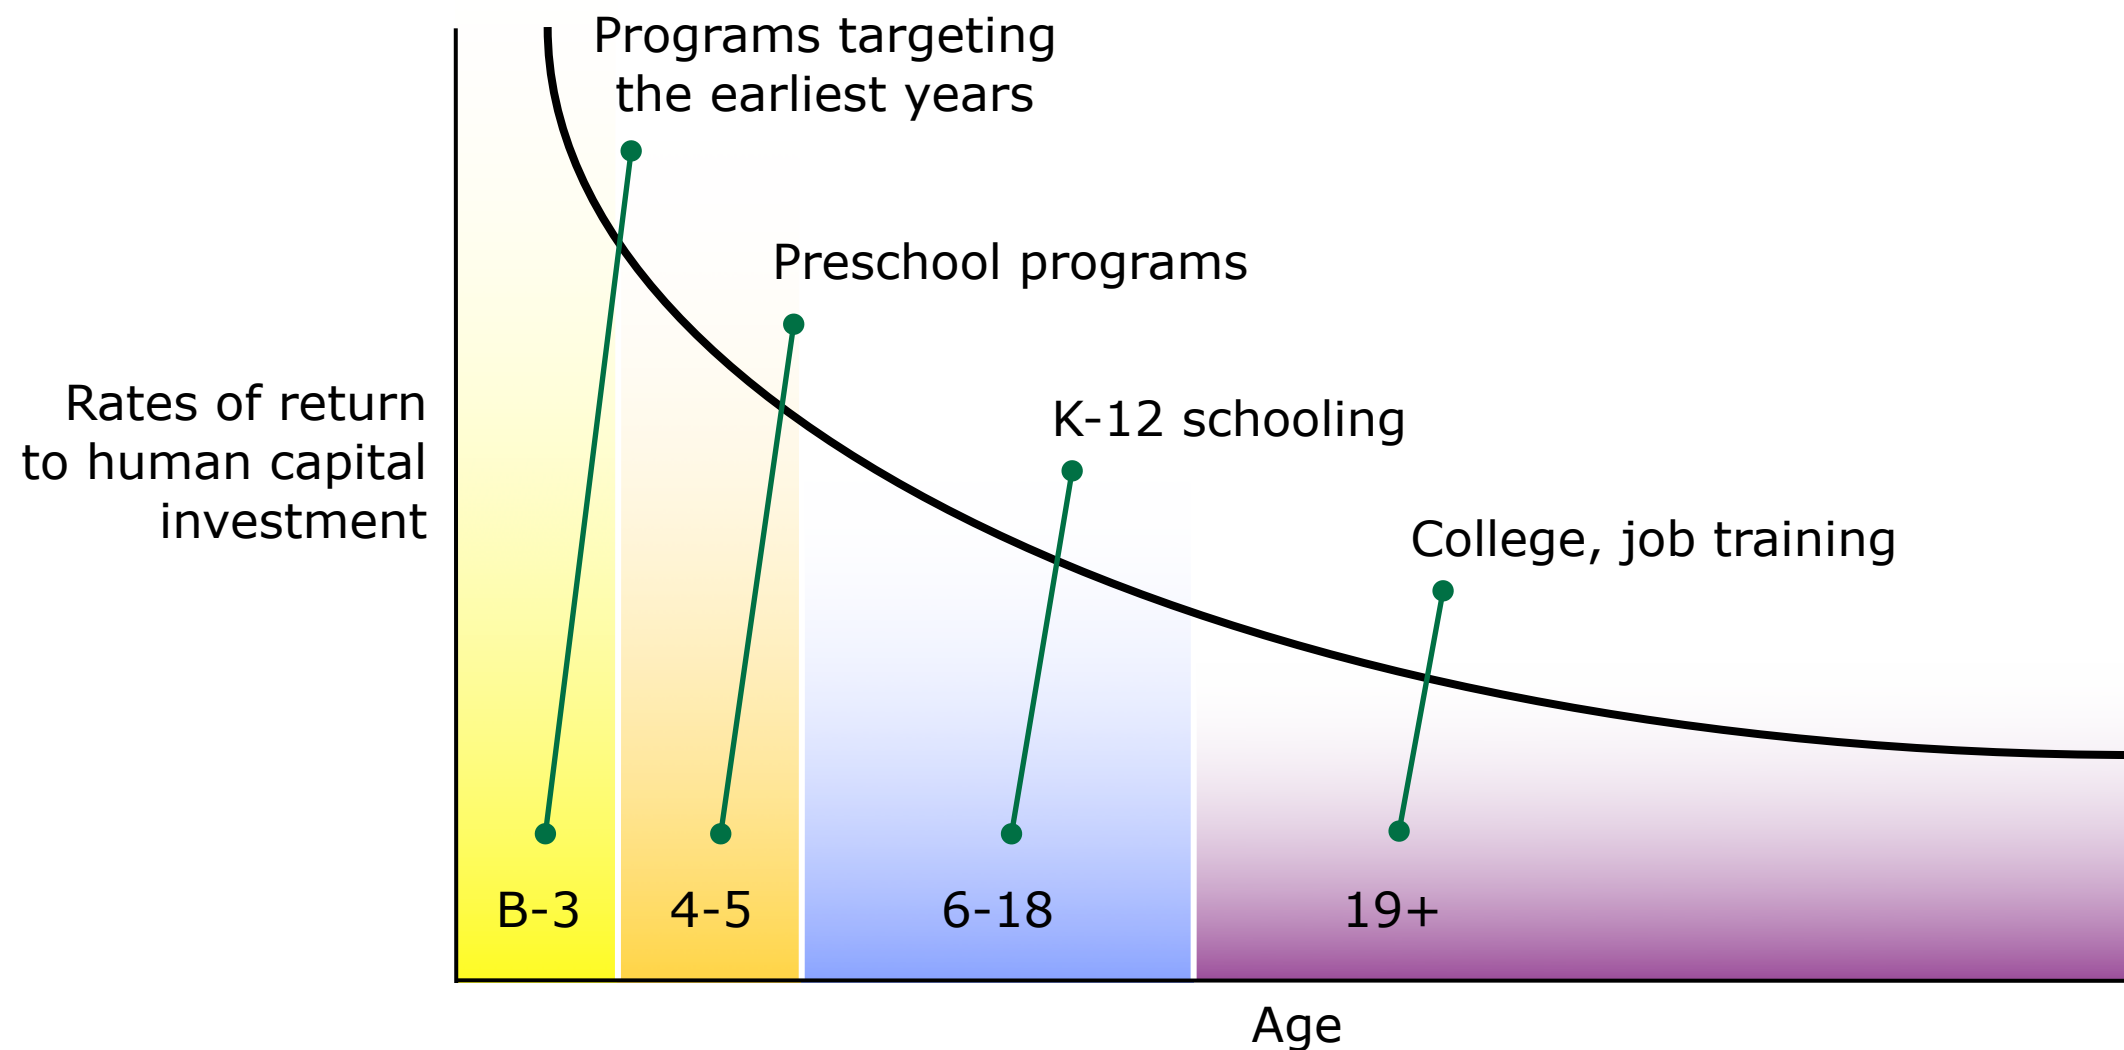 Programs targeting
the earliest years
Preschool programs
Rates of return
to human capital
investment
K-12 schooling
College, job training
B-3
4-5
6-18
19+
Age